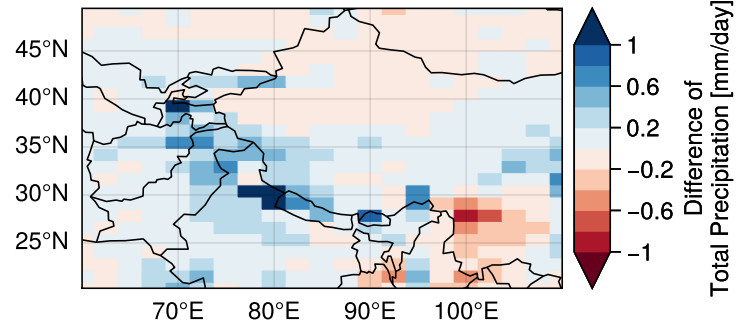 45°N
40°N
35°N
30°N
25°N
70°E
80°E
90°E
100°E
1
0.6
0.2
−0.2
−0.6
−1
Difference of
Total Precipitation [mm/day]